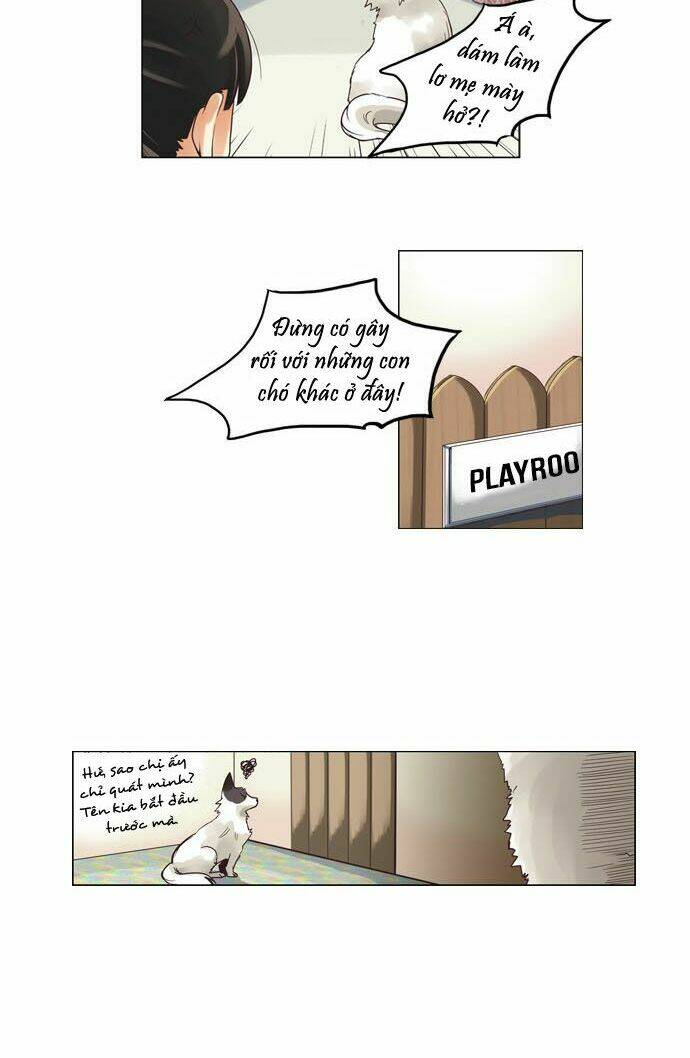 Á à,
dám làm
lơ mẹ mày
hở?!
Đừng có gây
rối với những con
chó khác ở đây!
PLAYROO
Hứ, sao chị ấy
chỉ quát mình?
Tên kia bắt đầu
trước mà